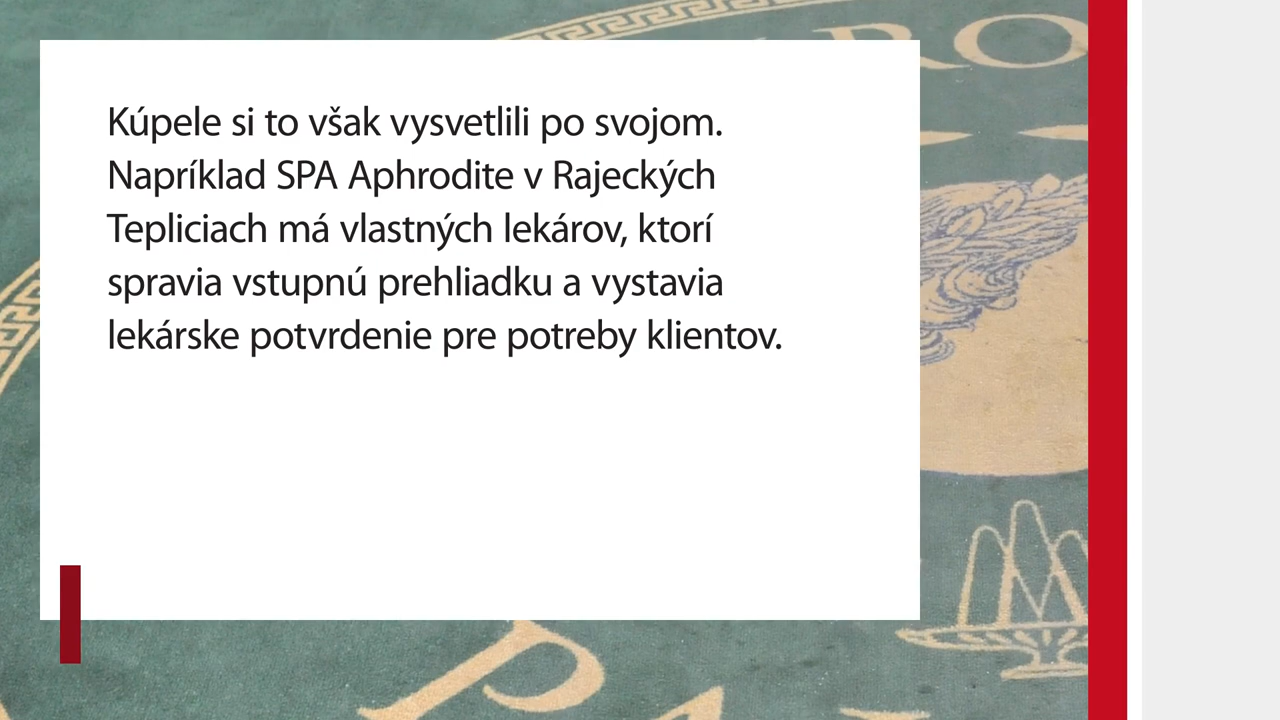 RO
Kúpele si to však vysvetlili po svojom.
Napríklad SPA Aphrodite v Rajeckých
Tepliciach má vlastných lekárov, ktorí
spravia vstupnú prehliadku a vystavia
lekárske potvrdenie pre potreby klientov.